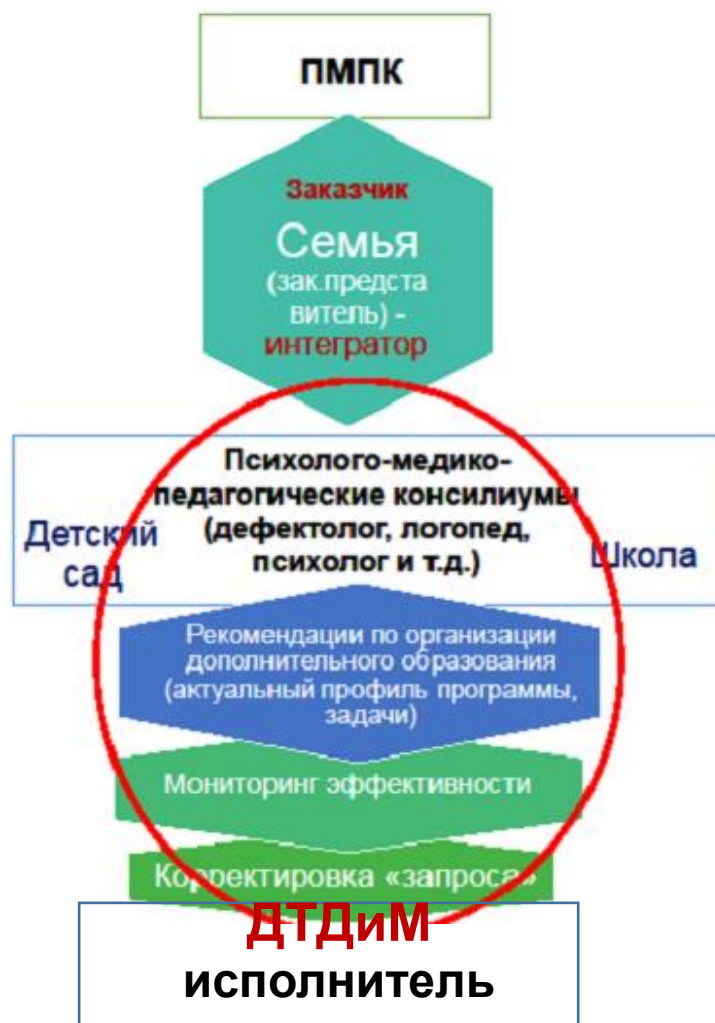 ПМПК
Заказчик
Семья
(зак.предста
витель) -
интегратор
Психолого-медико-
педагогические консилиумы
(дефектолог, логопед,
психолог и т.д.)
Детский
сад
Школа
Рекомендации по организации
дополнительного образования
(актуальный профиль программы,
задачи)
Мониторинг эффективности
Корректировка «запроса»
ДТДиМ
исполнитель